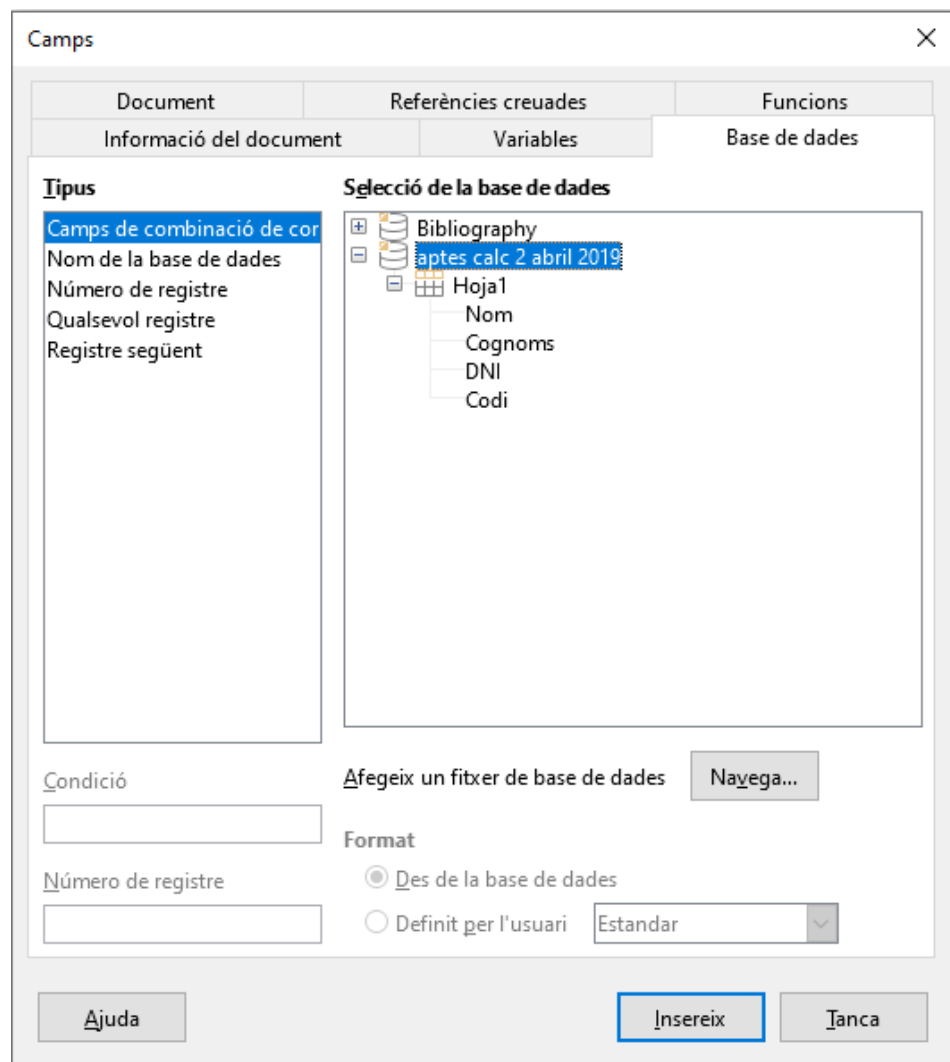 Camps
Document
Referències creuades
Funcions
Informació del document
Variables
Base de dades
Tipus
Camps de combinació de cor
Nom de la base de dades
Número de registre
Qualsevol registre
Registre següent
Selecció de la base de dades
Bibliography
aptes calc 2 abril 2019
Hoja1
Nom
Cognoms
DNI
Codi
Condició
Número de registre
Afegeix un fitxer de base de dades
Navega...
Format
Des de la base de dades
Definit per l'usuari
Estandar
Ajuda
Insereix
Tanca